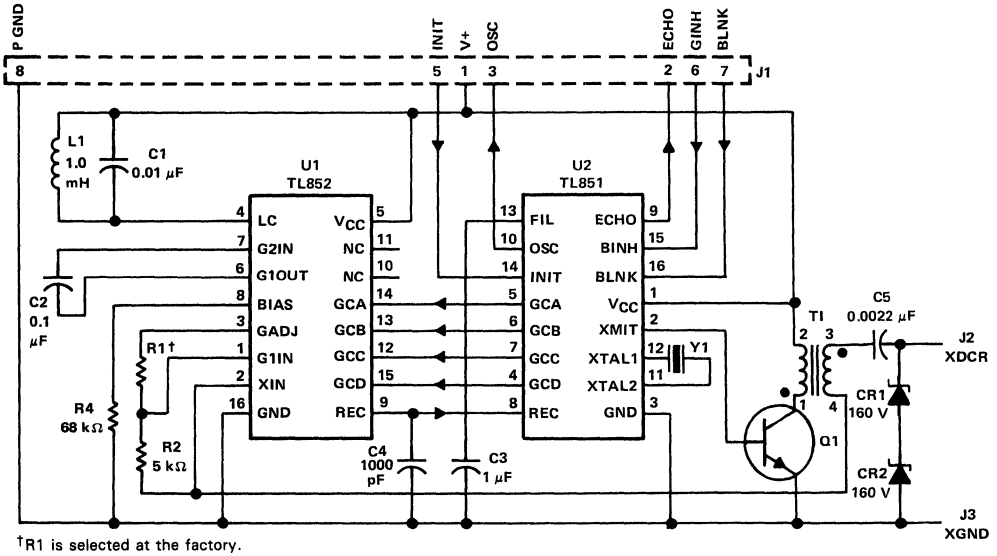 P GND
INIT
V+
OSC
ECHO
GINH
BLNK
8 5 1 3 2 6 7 J1
L1
1.0
mH
C1
0.01 μF
U1
TL852
4 LC
7 G2IN
6 G1OUT
8 BIAS
3 GADJ
1 G1IN
2 XIN
16 GND
VCC 5
NC 11
NC 10
GCA 14
GCB 13
GCC 12
GCD 15
REC 9
C2
0.1
μF
R1†
R4
68 kΩ
R2
5 kΩ
C4
1000
pF
C3
1 μF
U2
TL851
13 FIL
10 OSC
14 INIT
5 GCA
6 GCB
7 GCC
4 GCD
8 REC
ECHO 9
BINH 15
BLNK 16
VCC 1
XMIT 2
XTAL1 12
XTAL2 11
GND 3
Y1
Q1
T1
2 3
1 4
C5
0.0022 μF
J2
XDCR
CR1
160 V
CR2
160 V
J3
XGND
†R1 is selected at the factory.